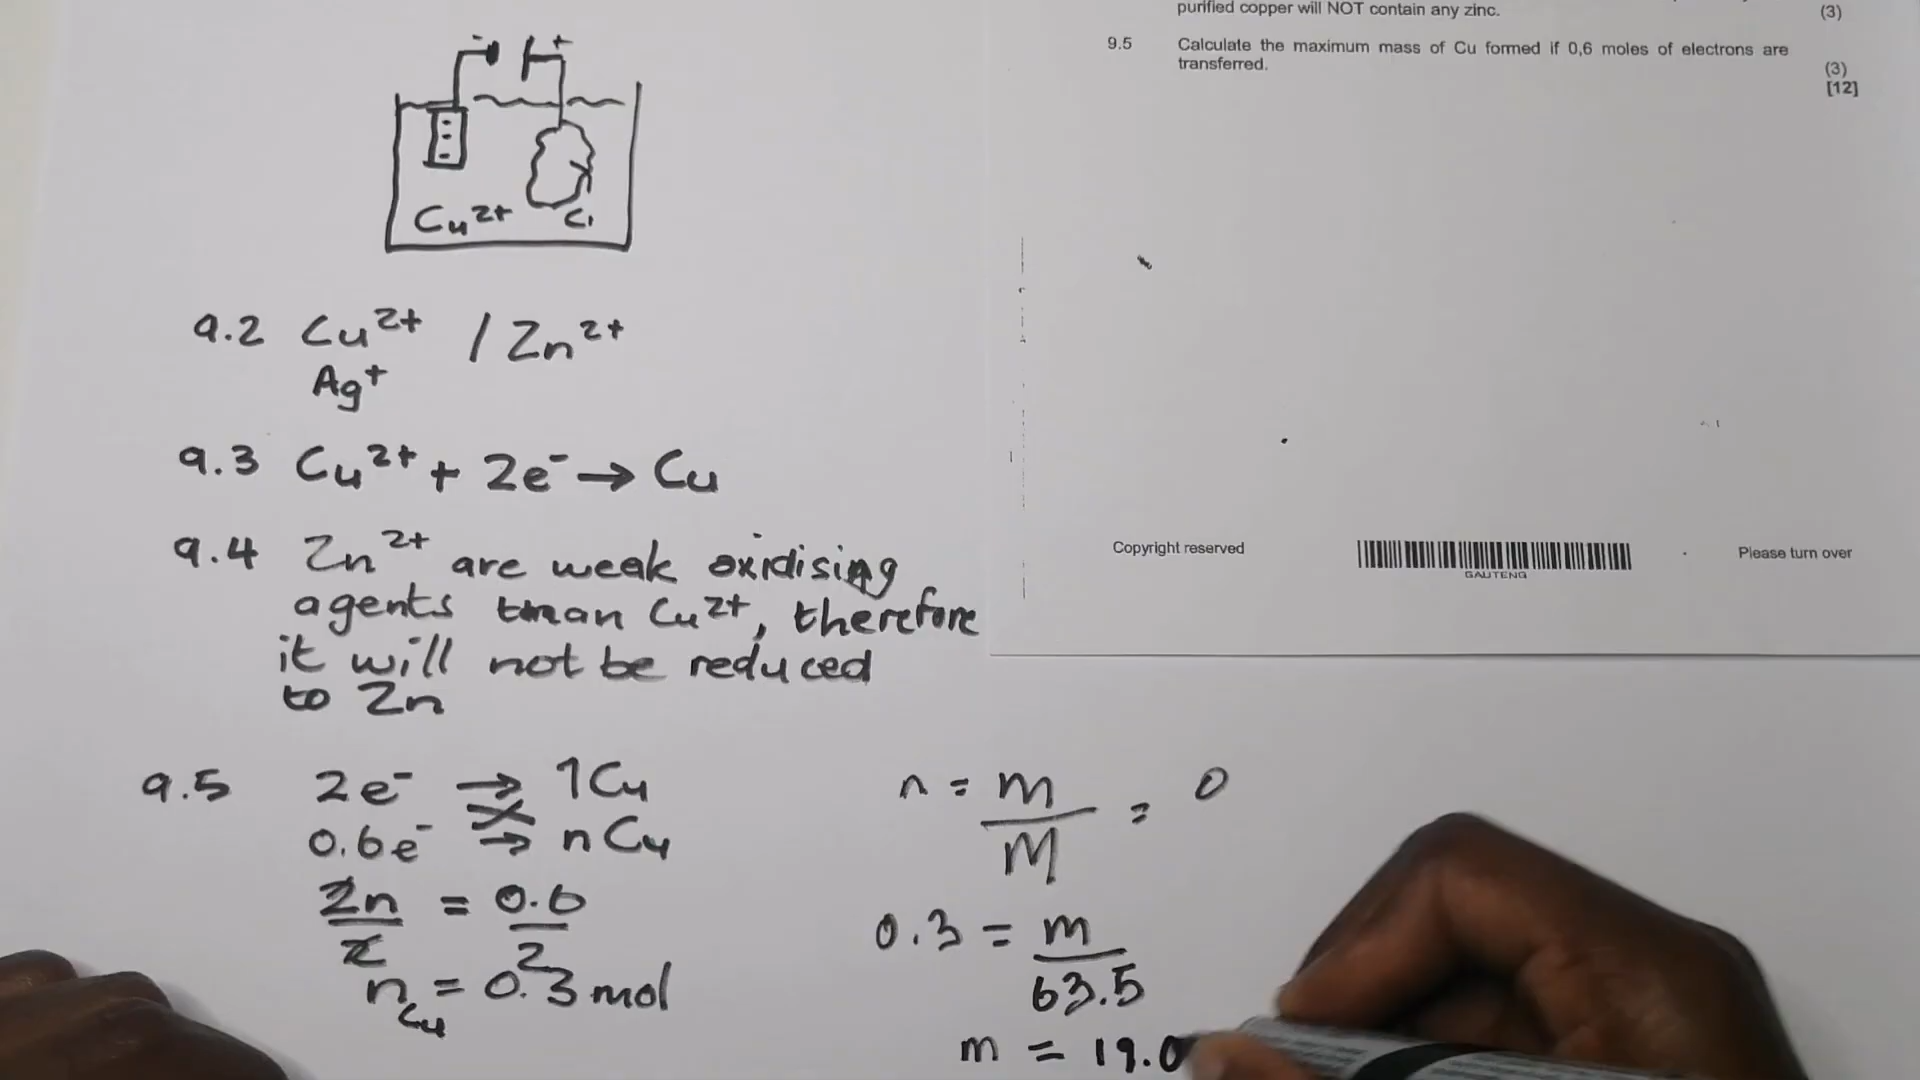 purified copper will NOT contain any zinc.
(3)
9.5 Calculate the maximum mass of Cu formed if 0,6 moles of electrons are
transferred.
(3)
[12]
Copyright reserved
GAUTENG
Please turn over
- +
Cu²⁺
9.2 Cu²⁺ / Zn²⁺
Ag⁺
9.3 Cu²⁺ + 2e⁻ → Cu
9.4 Zn²⁺ are weak oxidising
agents than Cu²⁺, therefore
it will not be reduced
to Zn
9.5 2e⁻ → 1Cu
0.6e⁻ → nCu
2n/2 = 0.6/2
nCu = 0.3 mol
n = m/M = 0
0.3 = m/63.5
m = 19.0